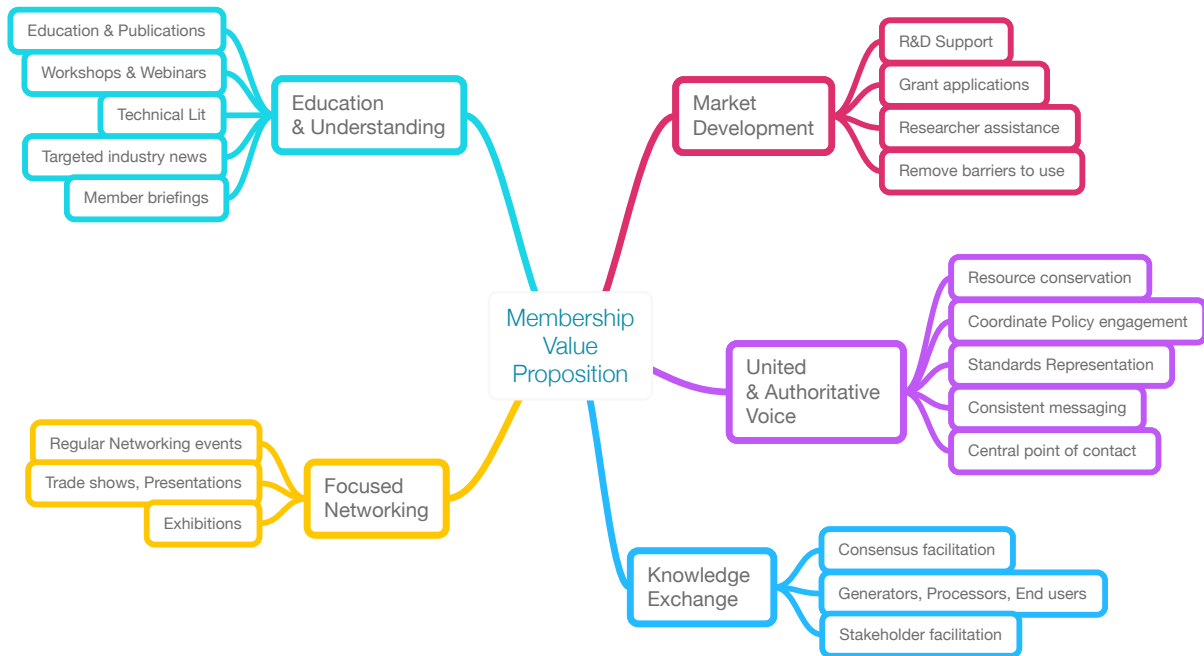 Education & Publications
Workshops & Webinars
Technical Lit
Targeted industry news
Member briefings
Education
& Understanding
Market
Development
R&D Support
Grant applications
Researcher assistance
Remove barriers to use
Membership
Value
Proposition
United
& Authoritative
Voice
Resource conservation
Coordinate Policy engagement
Standards Representation
Consistent messaging
Central point of contact
Regular Networking events
Trade shows, Presentations
Exhibitions
Focused
Networking
Knowledge
Exchange
Consensus facilitation
Generators, Processors, End users
Stakeholder facilitation